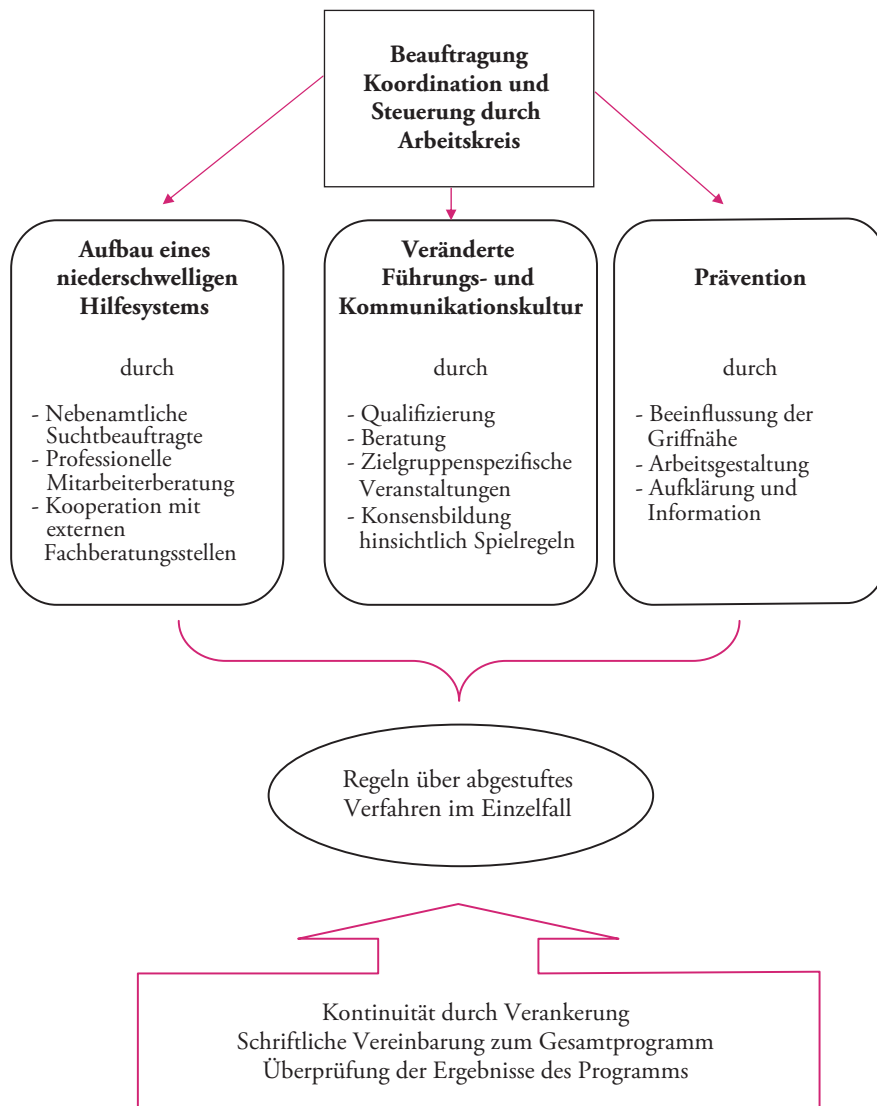 Beauftragung
Koordination und
Steuerung durch
Arbeitskreis
Aufbau eines
niederschwelligen
Hilfesystems
durch
- Nebenamtliche
Suchtbeauftragte
- Professionelle
Mitarbeiterberatung
- Kooperation mit
externen
Fachberatungsstellen
Veränderte
Führungs- und
Kommunikationskultur
durch
- Qualifizierung
- Beratung
- Zielgruppenspezifische
Veranstaltungen
- Konsensbildung
hinsichtlich Spielregeln
Prävention
durch
- Beeinflussung der
Griffnähe
- Arbeitsgestaltung
- Aufklärung und
Information
Regeln über abgestuftes
Verfahren im Einzelfall
Kontinuität durch Verankerung
Schriftliche Vereinbarung zum Gesamtprogramm
Überprüfung der Ergebnisse des Programms